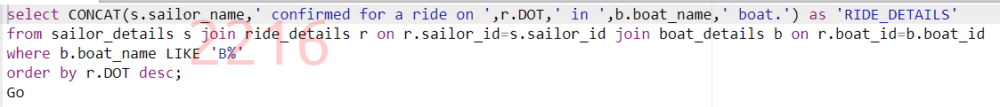 select CONCAT(s.sailor_name,' confirmed for a ride on ',r.DOT,' in ',b.boat_name,' boat.') as 'RIDE_DETAILS'
from sailor_details s join ride_details r on r.sailor_id=s.sailor_id join boat_details b on r.boat_id=b.boat_id
where b.boat_name LIKE 'B%'
order by r.DOT desc;
Go
2216